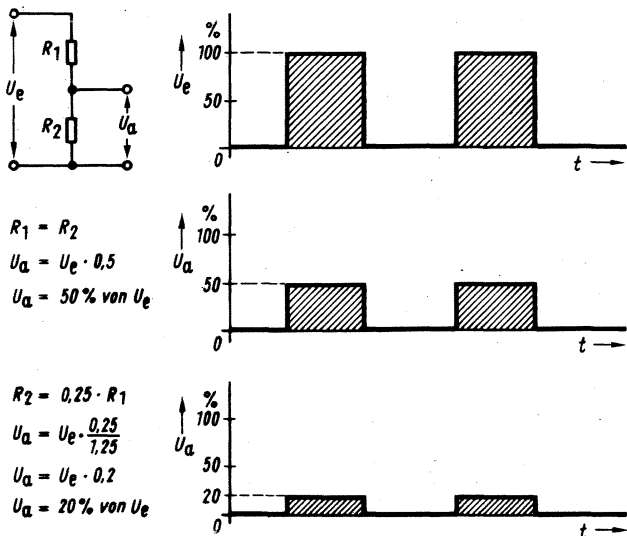 R1
Ue
R2
Ua
%
100
Ue
50
0
t
R1 = R2
Ua = Ue · 0,5
Ua = 50 % von Ue
%
100
Ua
50
0
t
R2 = 0,25 · R1
Ua = Ue · 0,25/1,25
Ua = Ue · 0,2
Ua = 20 % von Ue
%
100
Ua
50
20
0
t